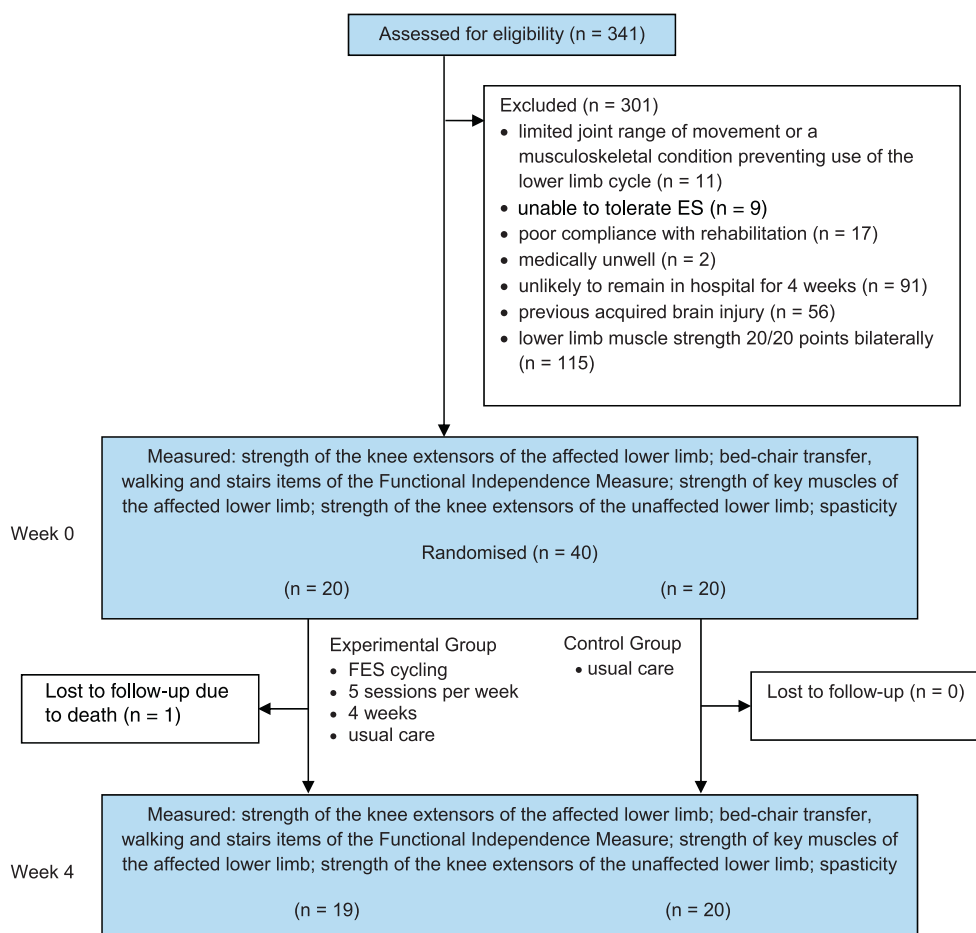 Assessed for eligibility (n = 341)
Excluded (n = 301)
• limited joint range of movement or a
musculoskeletal condition preventing use of the
lower limb cycle (n = 11)
• unable to tolerate ES (n = 9)
• poor compliance with rehabilitation (n = 17)
• medically unwell (n = 2)
• unlikely to remain in hospital for 4 weeks (n = 91)
• previous acquired brain injury (n = 56)
• lower limb muscle strength 20/20 points bilaterally
(n = 115)
Week 0
Measured: strength of the knee extensors of the affected lower limb; bed-chair transfer,
walking and stairs items of the Functional Independence Measure; strength of key muscles of
the affected lower limb; strength of the knee extensors of the unaffected lower limb; spasticity
Randomised (n = 40)
(n = 20) (n = 20)
Experimental Group
• FES cycling
• 5 sessions per week
• 4 weeks
• usual care
Control Group
• usual care
Lost to follow-up due
to death (n = 1)
Lost to follow-up (n = 0)
Week 4
Measured: strength of the knee extensors of the affected lower limb; bed-chair transfer,
walking and stairs items of the Functional Independence Measure; strength of key muscles of
the affected lower limb; strength of the knee extensors of the unaffected lower limb; spasticity
(n = 19) (n = 20)